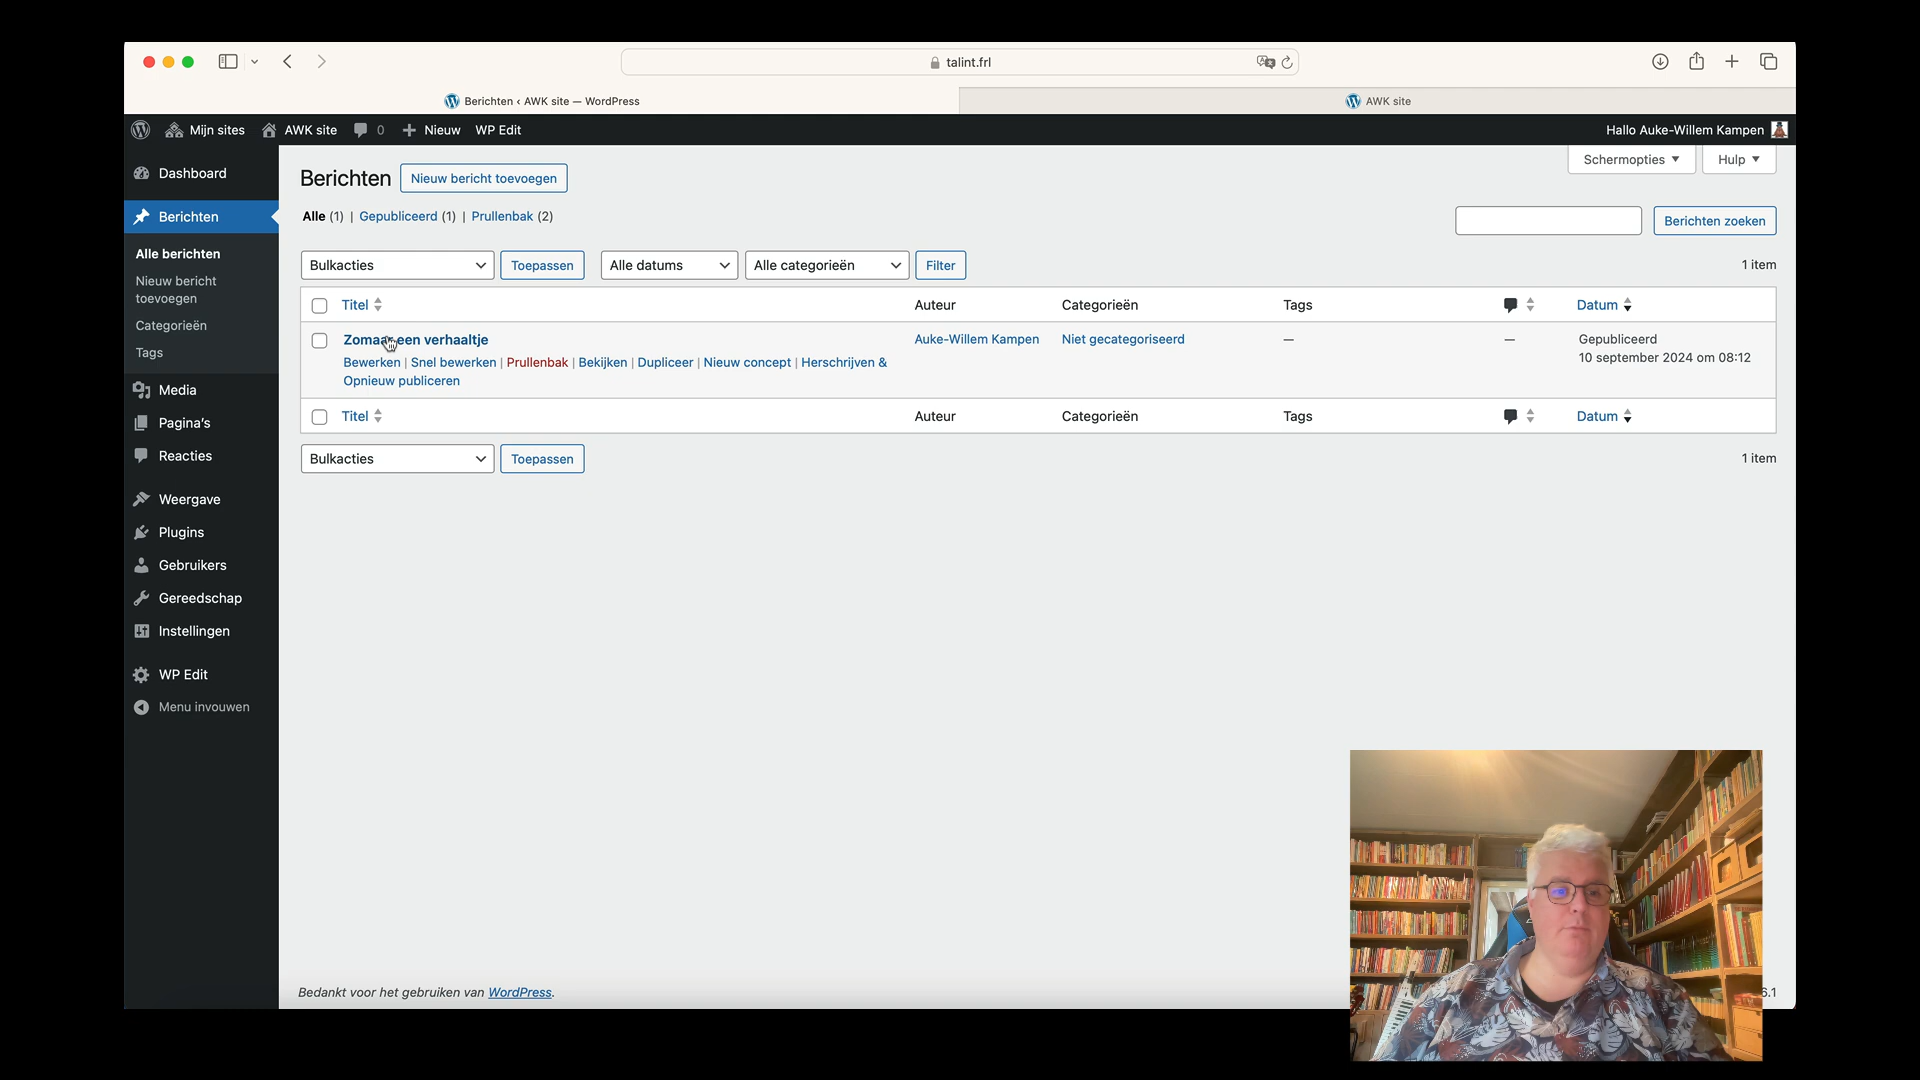 talint.frl
Berichten ‹ AWK site — WordPress
AWK site
Mijn sites
AWK site
0
Nieuw
WP Edit
Hallo Auke-Willem Kampen
Dashboard
Berichten
Alle berichten
Nieuw bericht
toevoegen
Categorieën
Tags
Media
Pagina's
Reacties
Weergave
Plugins
Gebruikers
Gereedschap
Instellingen
WP Edit
Menu invouwen
Schermopties
Hulp
Berichten
Nieuw bericht toevoegen
Alle (1) | Gepubliceerd (1) | Prullenbak (2)
Berichten zoeken
Bulkacties
Toepassen
Alle datums
Alle categorieën
Filter
1 item
Titel
Auteur
Categorieën
Tags
Datum
een verhaaltje
Auke-Willem Kampen
Niet gecategoriseerd
—
—
Gepubliceerd
10 september 2024 om 08:12
Bewerken | Snel bewerken | Prullenbak | Bekijken | Dupliceer | Nieuw concept | Herschrijven &
Opnieuw publiceren
Titel
Auteur
Categorieën
Tags
Datum
Bulkacties
Toepassen
1 item
Bedankt voor het gebruiken van WordPress.